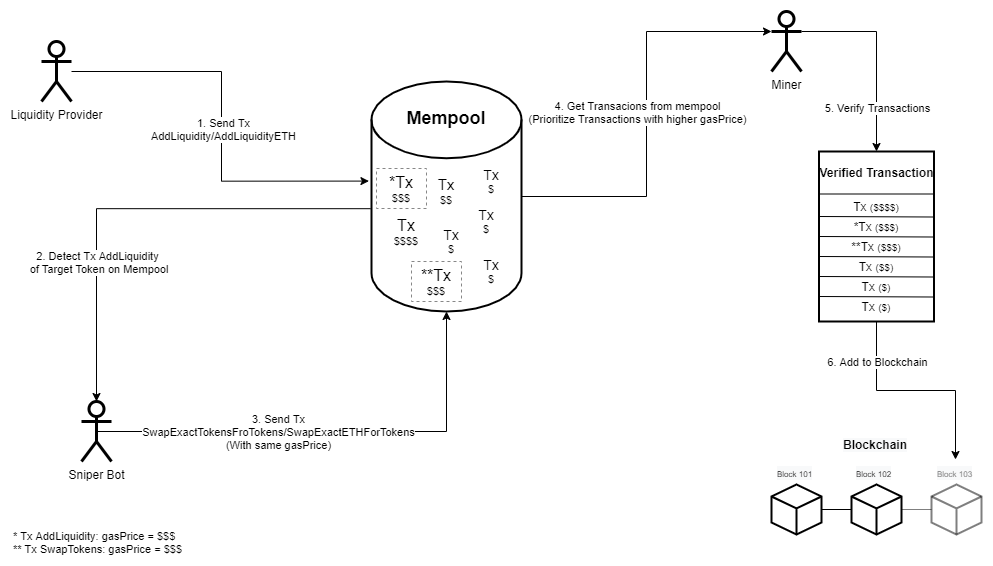 Liquidity Provider
1. Send Tx
AddLiquidity/AddLiquidityETH
Mempool
*Tx
$$$
Tx
$$
Tx
$
Tx
$$$$
Tx
$
Tx
$
**Tx
$$$
Tx
$
2. Detect Tx AddLiquidity
of Target Token on Mempool
Sniper Bot
3. Send Tx
SwapExactTokensFroTokens/SwapExactETHForTokens
(With same gasPrice)
4. Get Transacions from mempool
(Prioritize Transactions with higher gasPrice)
Miner
5. Verify Transactions
Verified Transaction
Tx ($$$$)
*Tx ($$$)
**Tx ($$$)
Tx ($$)
Tx ($)
Tx ($)
6. Add to Blockchain
Blockchain
Block 101
Block 102
Block 103
* Tx AddLiquidity: gasPrice = $$$
** Tx SwapTokens: gasPrice = $$$